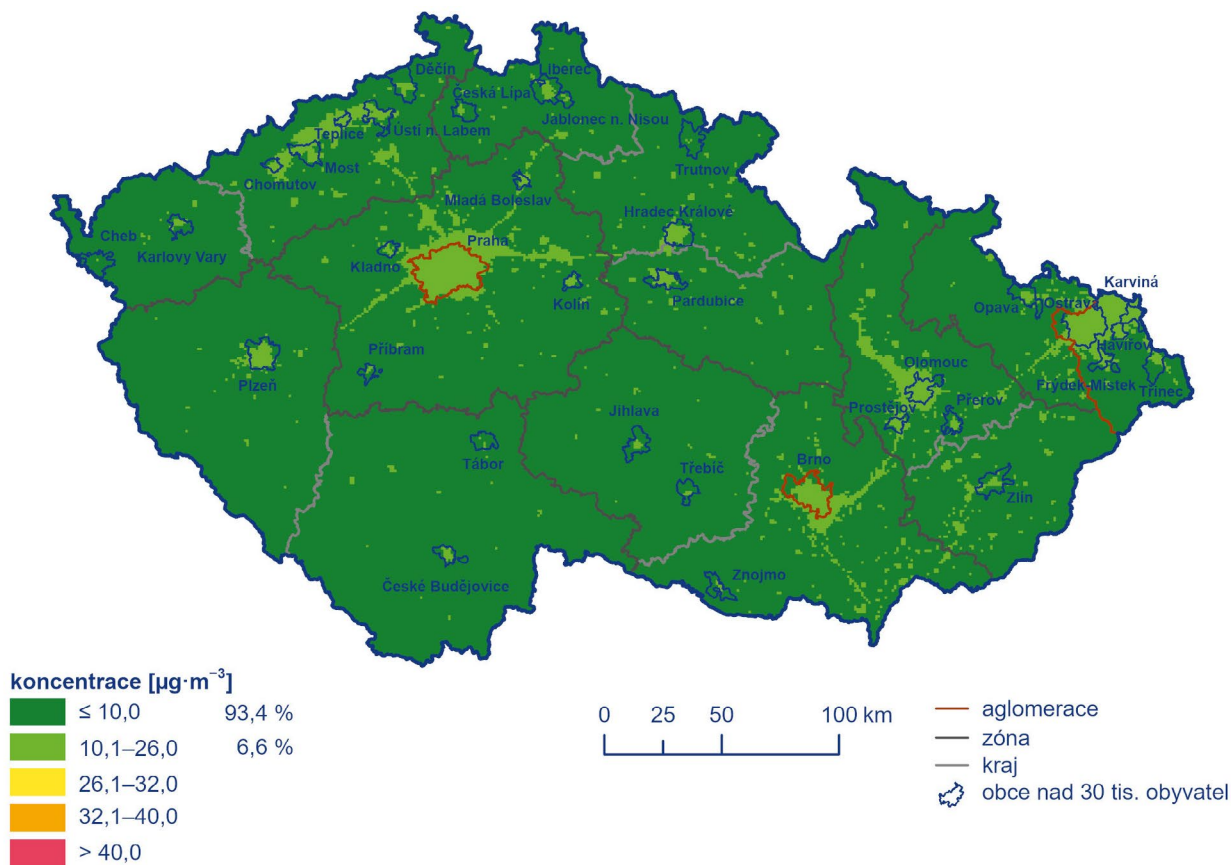 Děčín
Liberec
Česká Lípa
Jablonec n. Nisou
Teplice
Ústí n. Labem
Most
Chomutov
Trutnov
Mladá Boleslav
Hradec Králové
Cheb
Karlovy Vary
Praha
Kladno
Kolín
Pardubice
Karviná
Opava
Ostrava
Havířov
Příbram
Plzeň
Olomouc
Frýdek-Místek
Třinec
Prostějov
Přerov
Jihlava
Tábor
Brno
Třebíč
Zlín
České Budějovice
Znojmo
koncentrace [µg·m⁻³]
≤ 10,0 93,4 %
10,1–26,0 6,6 %
26,1–32,0
32,1–40,0
> 40,0
0 25 50 100 km
aglomerace
zóna
kraj
obce nad 30 tis. obyvatel